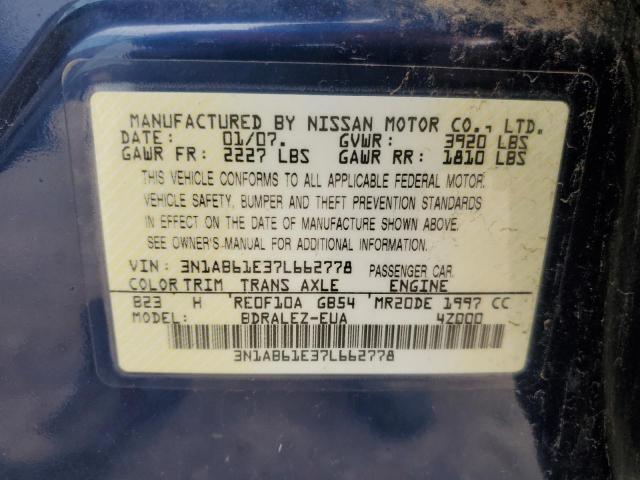 MANUFACTURED BY NISSAN MOTOR CO., LTD.
DATE: 01/07. GVWR: 3920 LBS
GAWR FR: 2227 LBS GAWR RR: 1810 LBS
THIS VEHICLE CONFORMS TO ALL APPLICABLE FEDERAL MOTOR
VEHICLE SAFETY, BUMPER AND THEFT PREVENTION STANDARDS
IN EFFECT ON THE DATE OF MANUFACTURE SHOWN ABOVE.
SEE OWNER'S MANUAL FOR ADDITIONAL INFORMATION.
VIN: 3N1AB61E37L662778 PASSENGER CAR
COLOR TRIM TRANS AXLE ENGINE
B23 H RE0F10A GB54 MR20DE 1997 CC
MODEL: BDRALEZ-EUA 4Z000
3N1AB61E37L662778